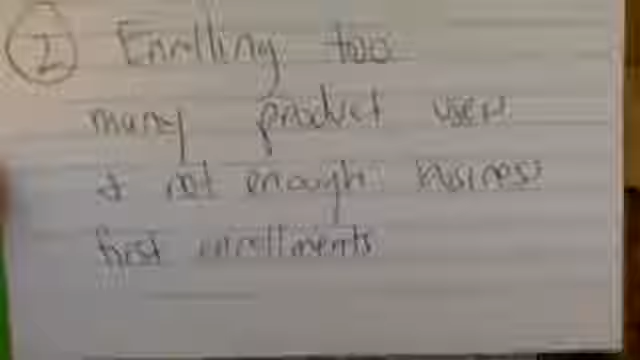 2 Enrolling too
many product users
& not enough business
first enrollments